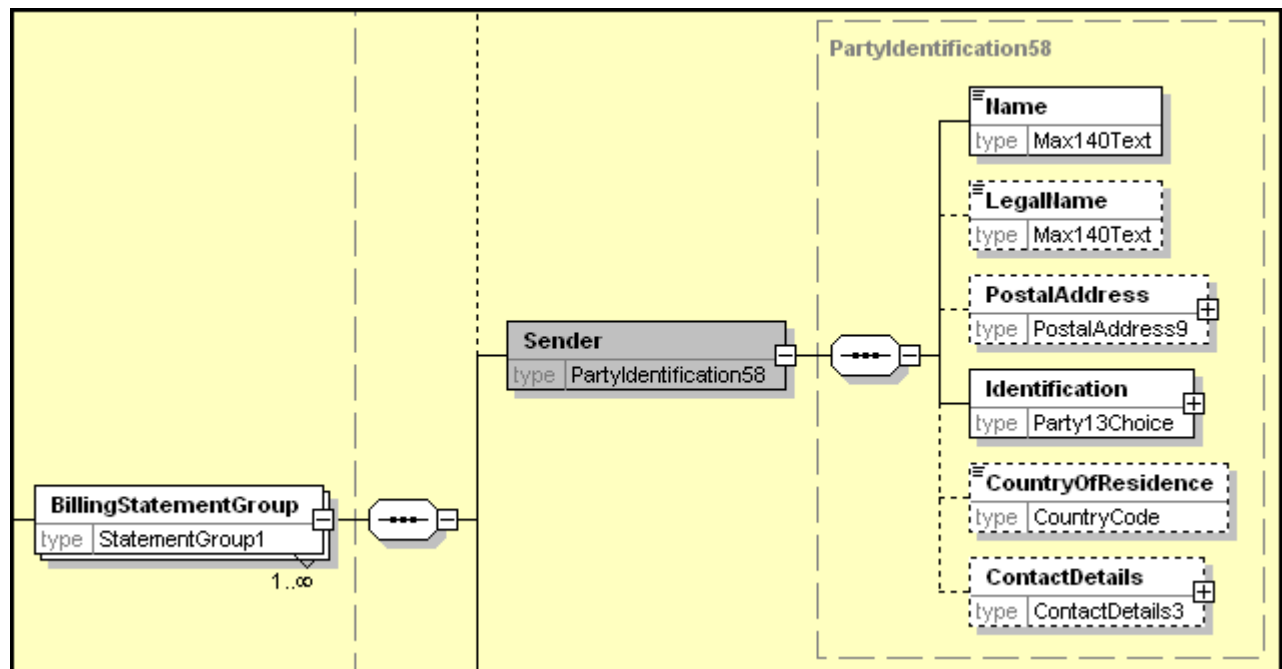 PartyIdentification58
Name
type Max140Text
LegalName
type Max140Text
PostalAddress
type PostalAddress9
Sender
type PartyIdentification58
Identification
type Party13Choice
CountryOfResidence
type CountryCode
BillingStatementGroup
type StatementGroup1
1..∞
ContactDetails
type ContactDetails3